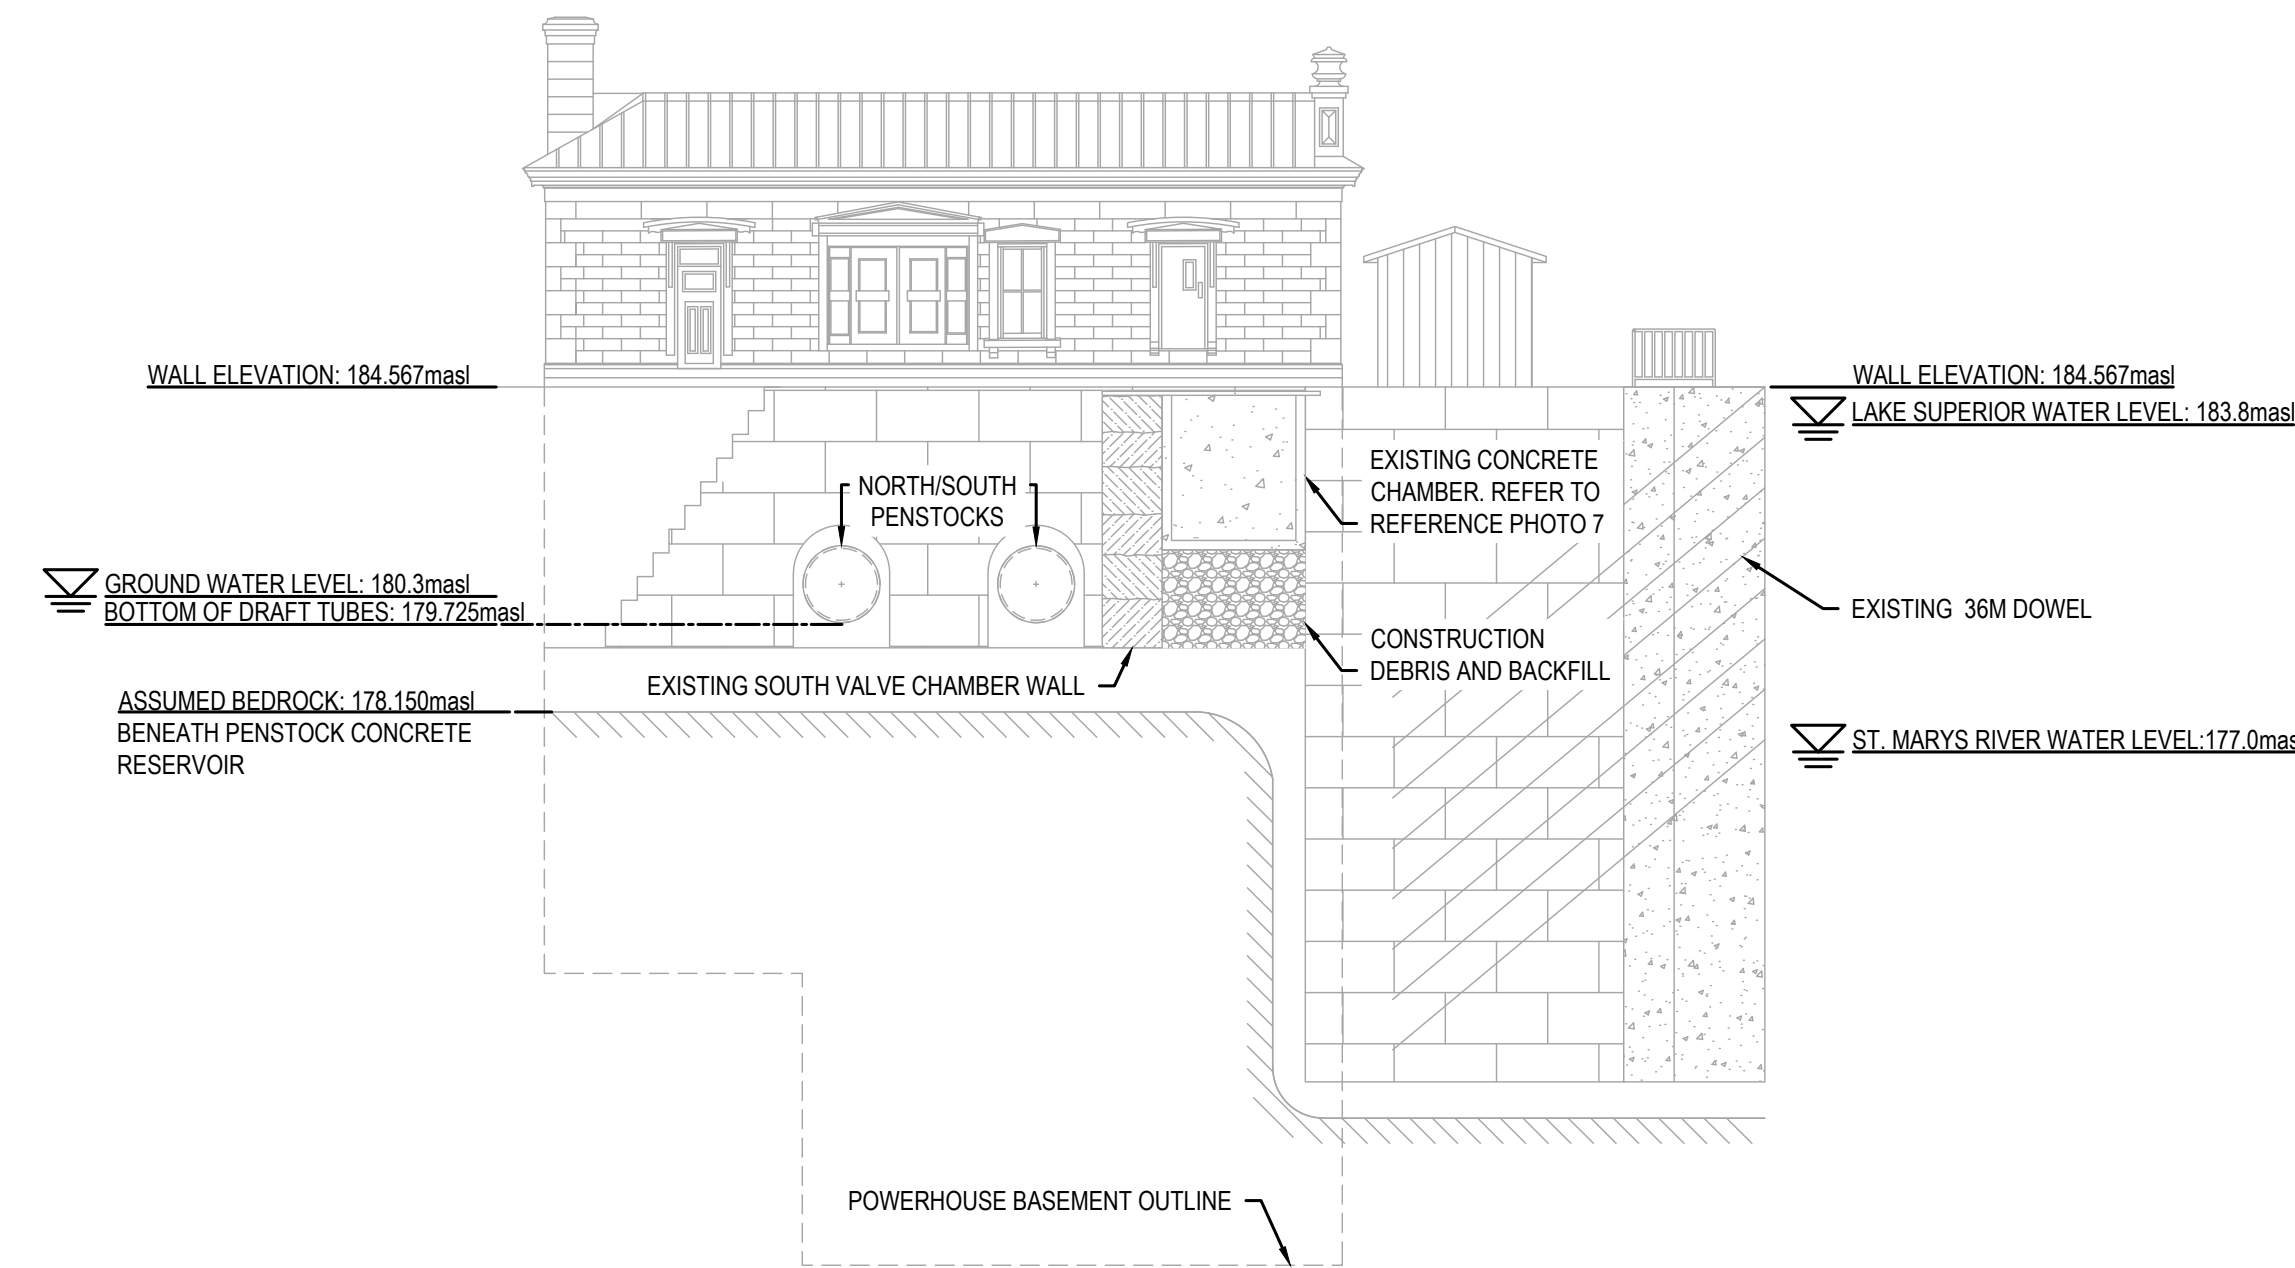 WALL ELEVATION: 184.567masl
WALL ELEVATION: 184.567masl
LAKE SUPERIOR WATER LEVEL: 183.8masl
EXISTING CONCRETE
CHAMBER. REFER TO
REFERENCE PHOTO 7
NORTH/SOUTH
PENSTOCKS
GROUND WATER LEVEL: 180.3masl
BOTTOM OF DRAFT TUBES: 179.725masl
EXISTING 36M DOWEL
CONSTRUCTION
DEBRIS AND BACKFILL
EXISTING SOUTH VALVE CHAMBER WALL
ASSUMED BEDROCK: 178.150masl
BENEATH PENSTOCK CONCRETE
RESERVOIR
ST. MARYS RIVER WATER LEVEL:177.0mas
POWERHOUSE BASEMENT OUTLINE